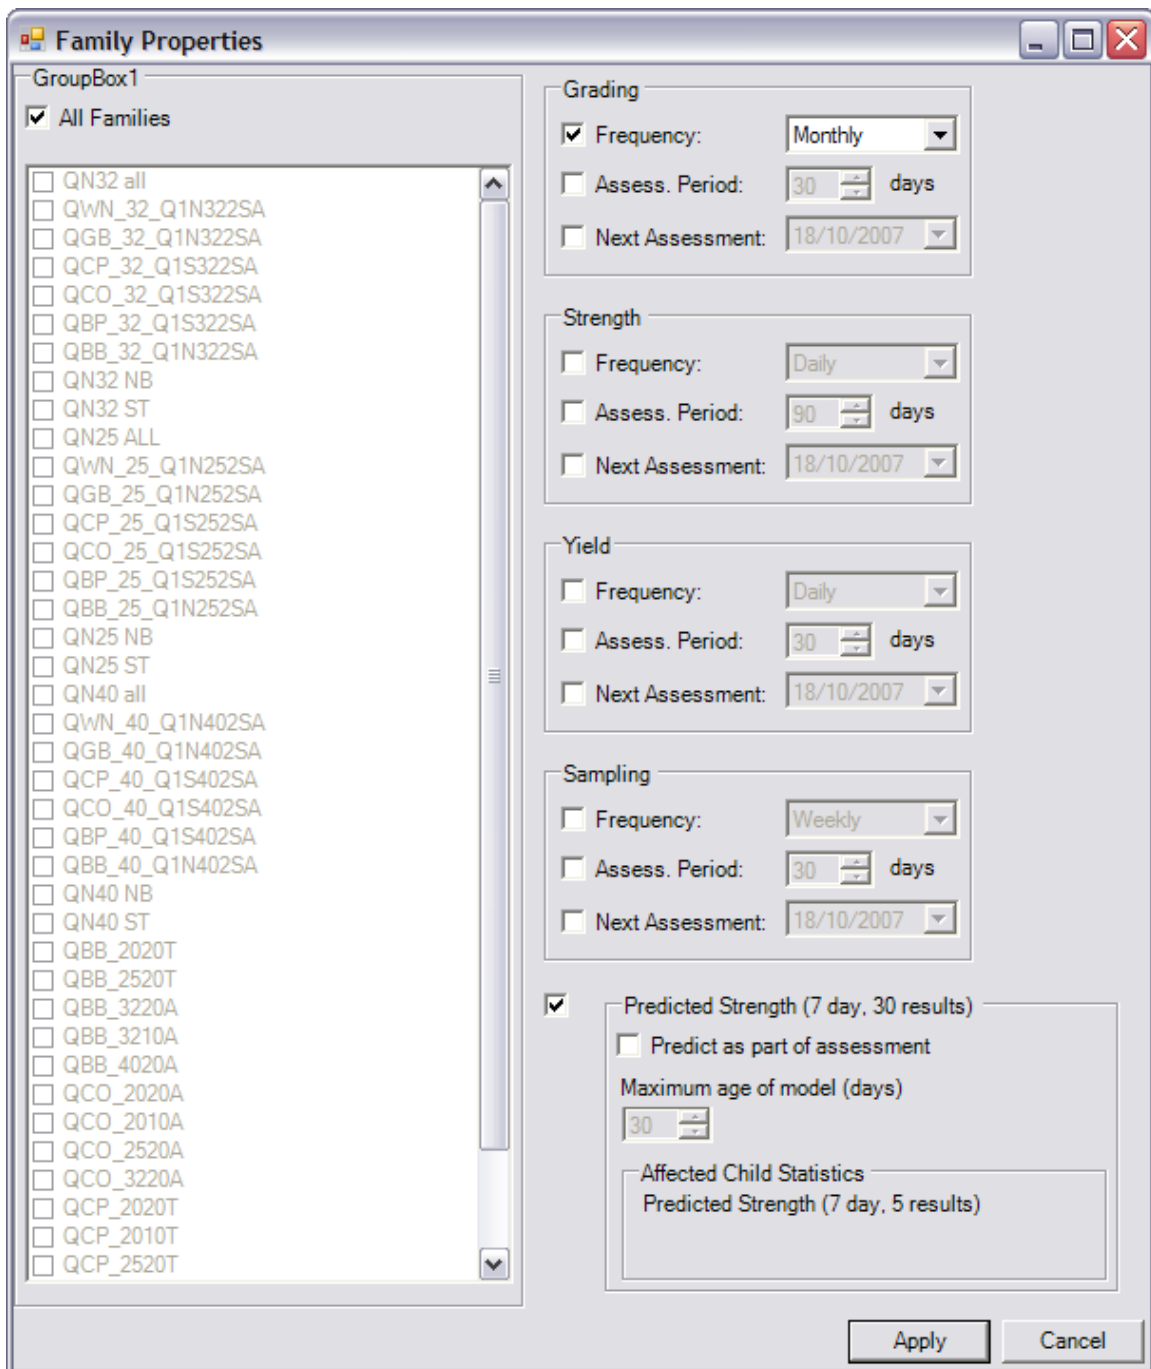 Family Properties
GroupBox1
All Families
QN32 all
QWN_32_Q1N322SA
QGB_32_Q1N322SA
QCP_32_Q1S322SA
QCO_32_Q1S322SA
QBP_32_Q1S322SA
QBB_32_Q1N322SA
QN32 NB
QN32 ST
QN25 ALL
QWN_25_Q1N252SA
QGB_25_Q1N252SA
QCP_25_Q1S252SA
QCO_25_Q1S252SA
QBP_25_Q1S252SA
QBB_25_Q1N252SA
QN25 NB
QN25 ST
QN40 all
QWN_40_Q1N402SA
QGB_40_Q1N402SA
QCP_40_Q1S402SA
QCO_40_Q1S402SA
QBP_40_Q1S402SA
QBB_40_Q1N402SA
QN40 NB
QN40 ST
QBB_2020T
QBB_2520T
QBB_3220A
QBB_3210A
QBB_4020A
QCO_2020A
QCO_2010A
QCO_2520A
QCO_3220A
QCP_2020T
QCP_2010T
QCP_2520T
Grading
Frequency: Monthly
Assess. Period: 30 days
Next Assessment: 18/10/2007
Strength
Frequency: Daily
Assess. Period: 90 days
Next Assessment: 18/10/2007
Yield
Frequency: Daily
Assess. Period: 30 days
Next Assessment: 18/10/2007
Sampling
Frequency: Weekly
Assess. Period: 30 days
Next Assessment: 18/10/2007
Predicted Strength (7 day, 30 results)
Predict as part of assessment
Maximum age of model (days)
30
Affected Child Statistics
Predicted Strength (7 day, 5 results)
Apply Cancel